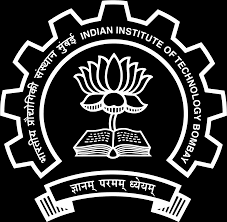 भारतीय प्रौद्योगिकी संस्थान मुंबई
INDIAN INSTITUTE OF TECHNOLOGY BOMBAY
ज्ञानम् परमम् ध्येयम्